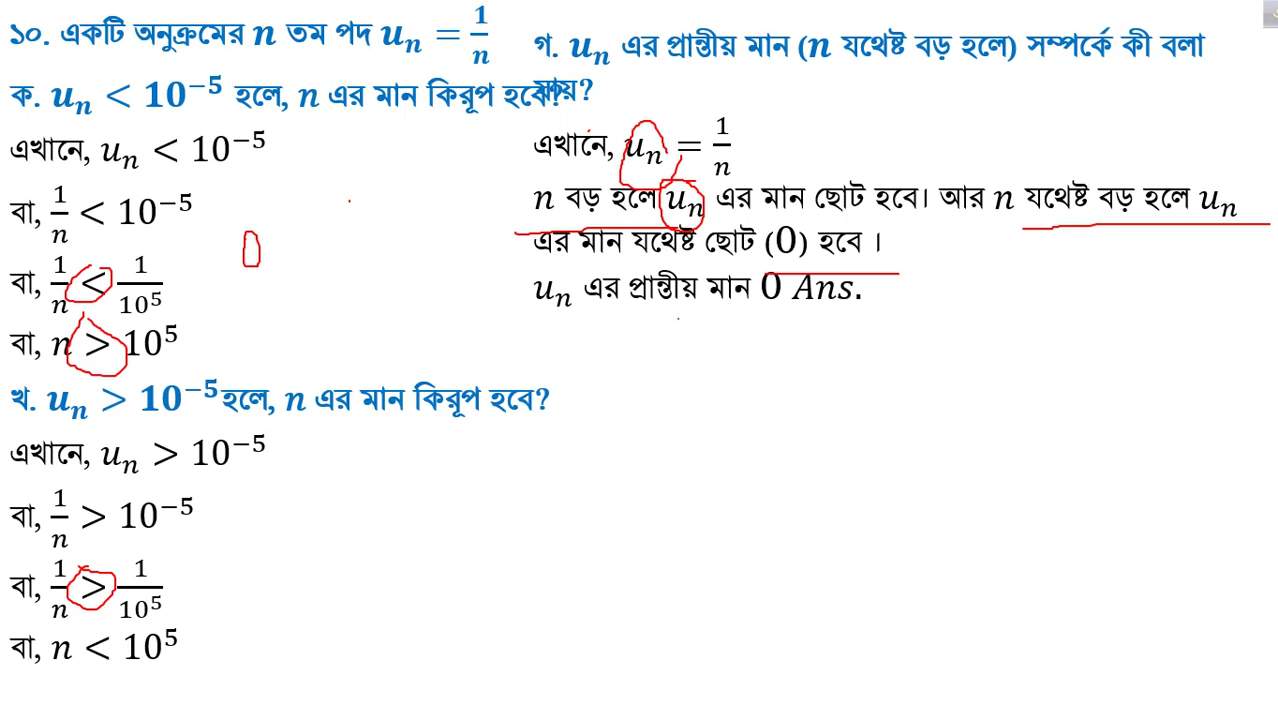 ১০. একটি অনুক্রমের n তম পদ uₙ = 1/n
ক. uₙ < 10⁻⁵ হলে, n এর মান কিরূপ হবে?
এখানে, uₙ < 10⁻⁵
বা, 1/n < 10⁻⁵
বা, 1/n < 1/10⁵
বা, n > 10⁵
খ. uₙ > 10⁻⁵ হলে, n এর মান কিরূপ হবে?
এখানে, uₙ > 10⁻⁵
বা, 1/n > 10⁻⁵
বা, 1/n > 1/10⁵
বা, n < 10⁵
গ. uₙ এর প্রান্তীয় মান (n যথেষ্ট বড় হলে) সম্পর্কে কী বলা
যায়?
এখানে, uₙ = 1/n
n বড় হলে uₙ এর মান ছোট হবে। আর n যথেষ্ট বড় হলে uₙ
এর মান যথেষ্ট ছোট (0) হবে ।
uₙ এর প্রান্তীয় মান 0 Ans.